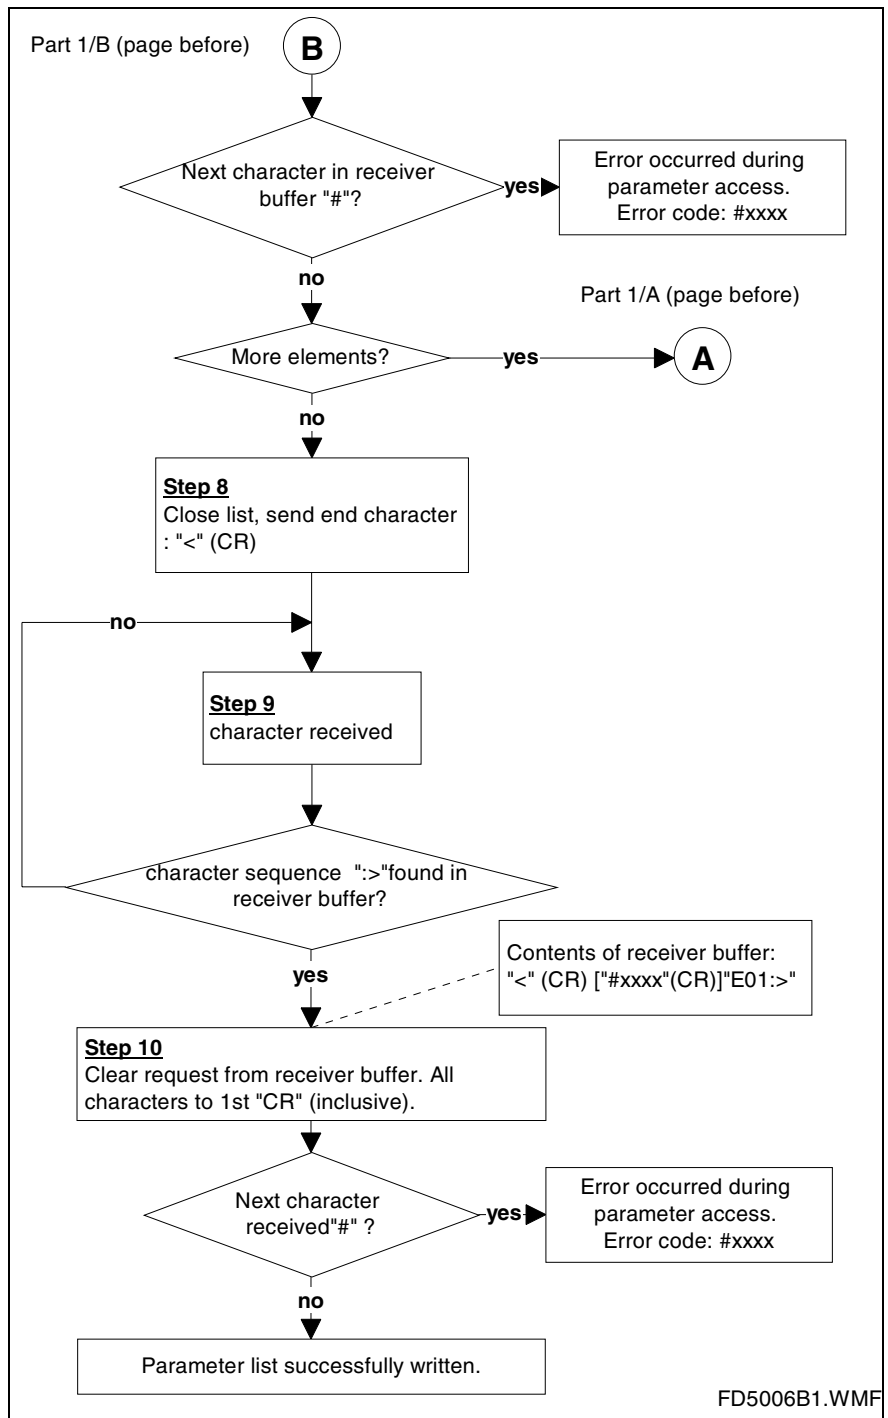 Part 1/B (page before)
B
Next character in receiver
buffer "#"?
yes
Error occurred during
parameter access.
Error code: #xxxx
no
Part 1/A (page before)
More elements?
yes
A
no
Step 8
Close list, send end character
: "<" (CR)
no
Step 9
character received
character sequence ":>"found in
receiver buffer?
Contents of receiver buffer:
"<" (CR) ["#xxxx"(CR)]"E01:>"
yes
Step 10
Clear request from receiver buffer. All
characters to 1st "CR" (inclusive).
Next character
received"#" ?
yes
Error occurred during
parameter access.
Error code: #xxxx
no
Parameter list successfully written.
FD5006B1.WMF